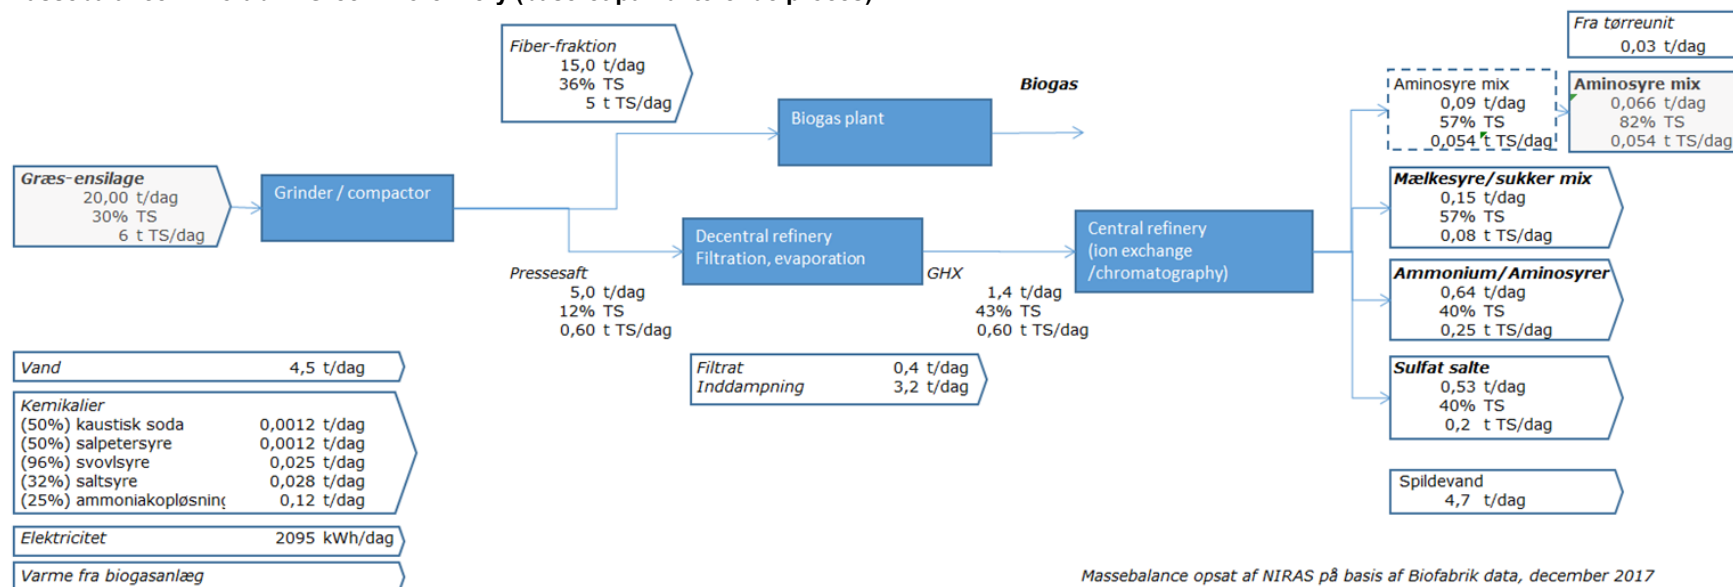 Fiber-fraktion
15,0 t/dag
36% TS
5 t TS/dag
Biogas
Biogas plant
Græs-ensilage
20,00 t/dag
30% TS
6 t TS/dag
Grinder / compactor
Pressesaft
5,0 t/dag
12% TS
0,60 t TS/dag
Decentral refinery
Filtration, evaporation
GHX
1,4 t/dag
43% TS
0,60 t TS/dag
Central refinery
(ion exchange
/chromatography)
Fra tørreunit
0,03 t/dag
Aminosyre mix
0,09 t/dag
57% TS
0,054 t TS/dag
Aminosyre mix
0,066 t/dag
82% TS
0,054 t TS/dag
Mælkesyre/sukker mix
0,15 t/dag
57% TS
0,08 t TS/dag
Ammonium/Aminosyrer
0,64 t/dag
40% TS
0,25 t TS/dag
Sulfat salte
0,53 t/dag
40% TS
0,2 t TS/dag
Spildevand
4,7 t/dag
Filtrat 0,4 t/dag
Inddampning 3,2 t/dag
Vand 4,5 t/dag
Kemikalier
(50%) kaustisk soda 0,0012 t/dag
(50%) salpetersyre 0,0012 t/dag
(96%) svovlsyre 0,025 t/dag
(32%) saltsyre 0,028 t/dag
(25%) ammoniakopløsning 0,12 t/dag
Elektricitet 2095 kWh/dag
Varme fra biogasanlæg
Massebalance opsat af NIRAS på basis af Biofabrik data, december 2017